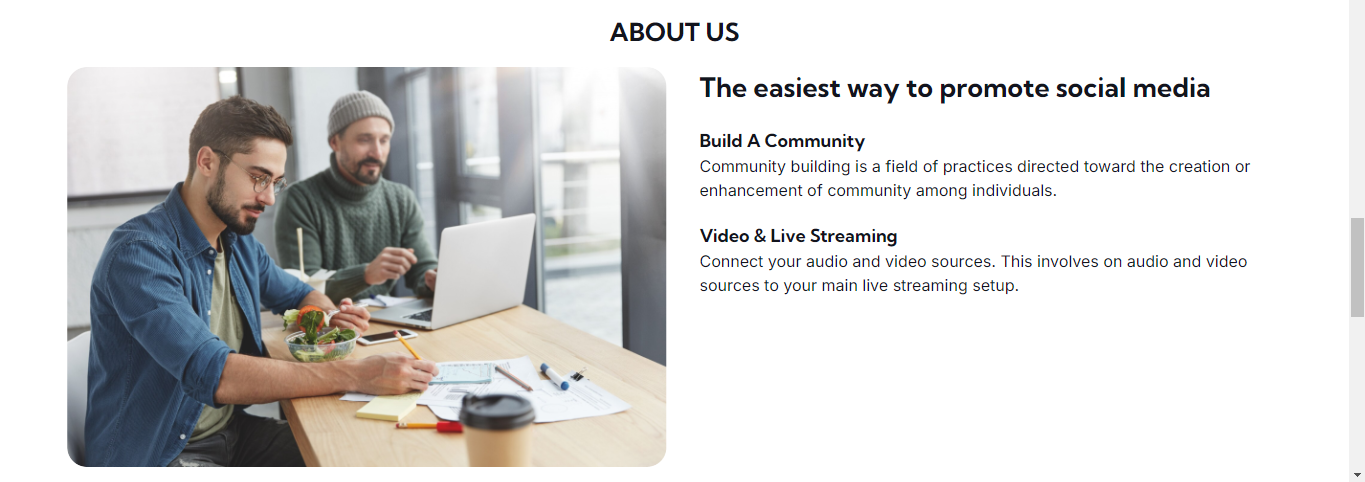 ABOUT US
The easiest way to promote social media
Build A Community
Community building is a field of practices directed toward the creation or
enhancement of community among individuals.
Video & Live Streaming
Connect your audio and video sources. This involves on audio and video
sources to your main live streaming setup.